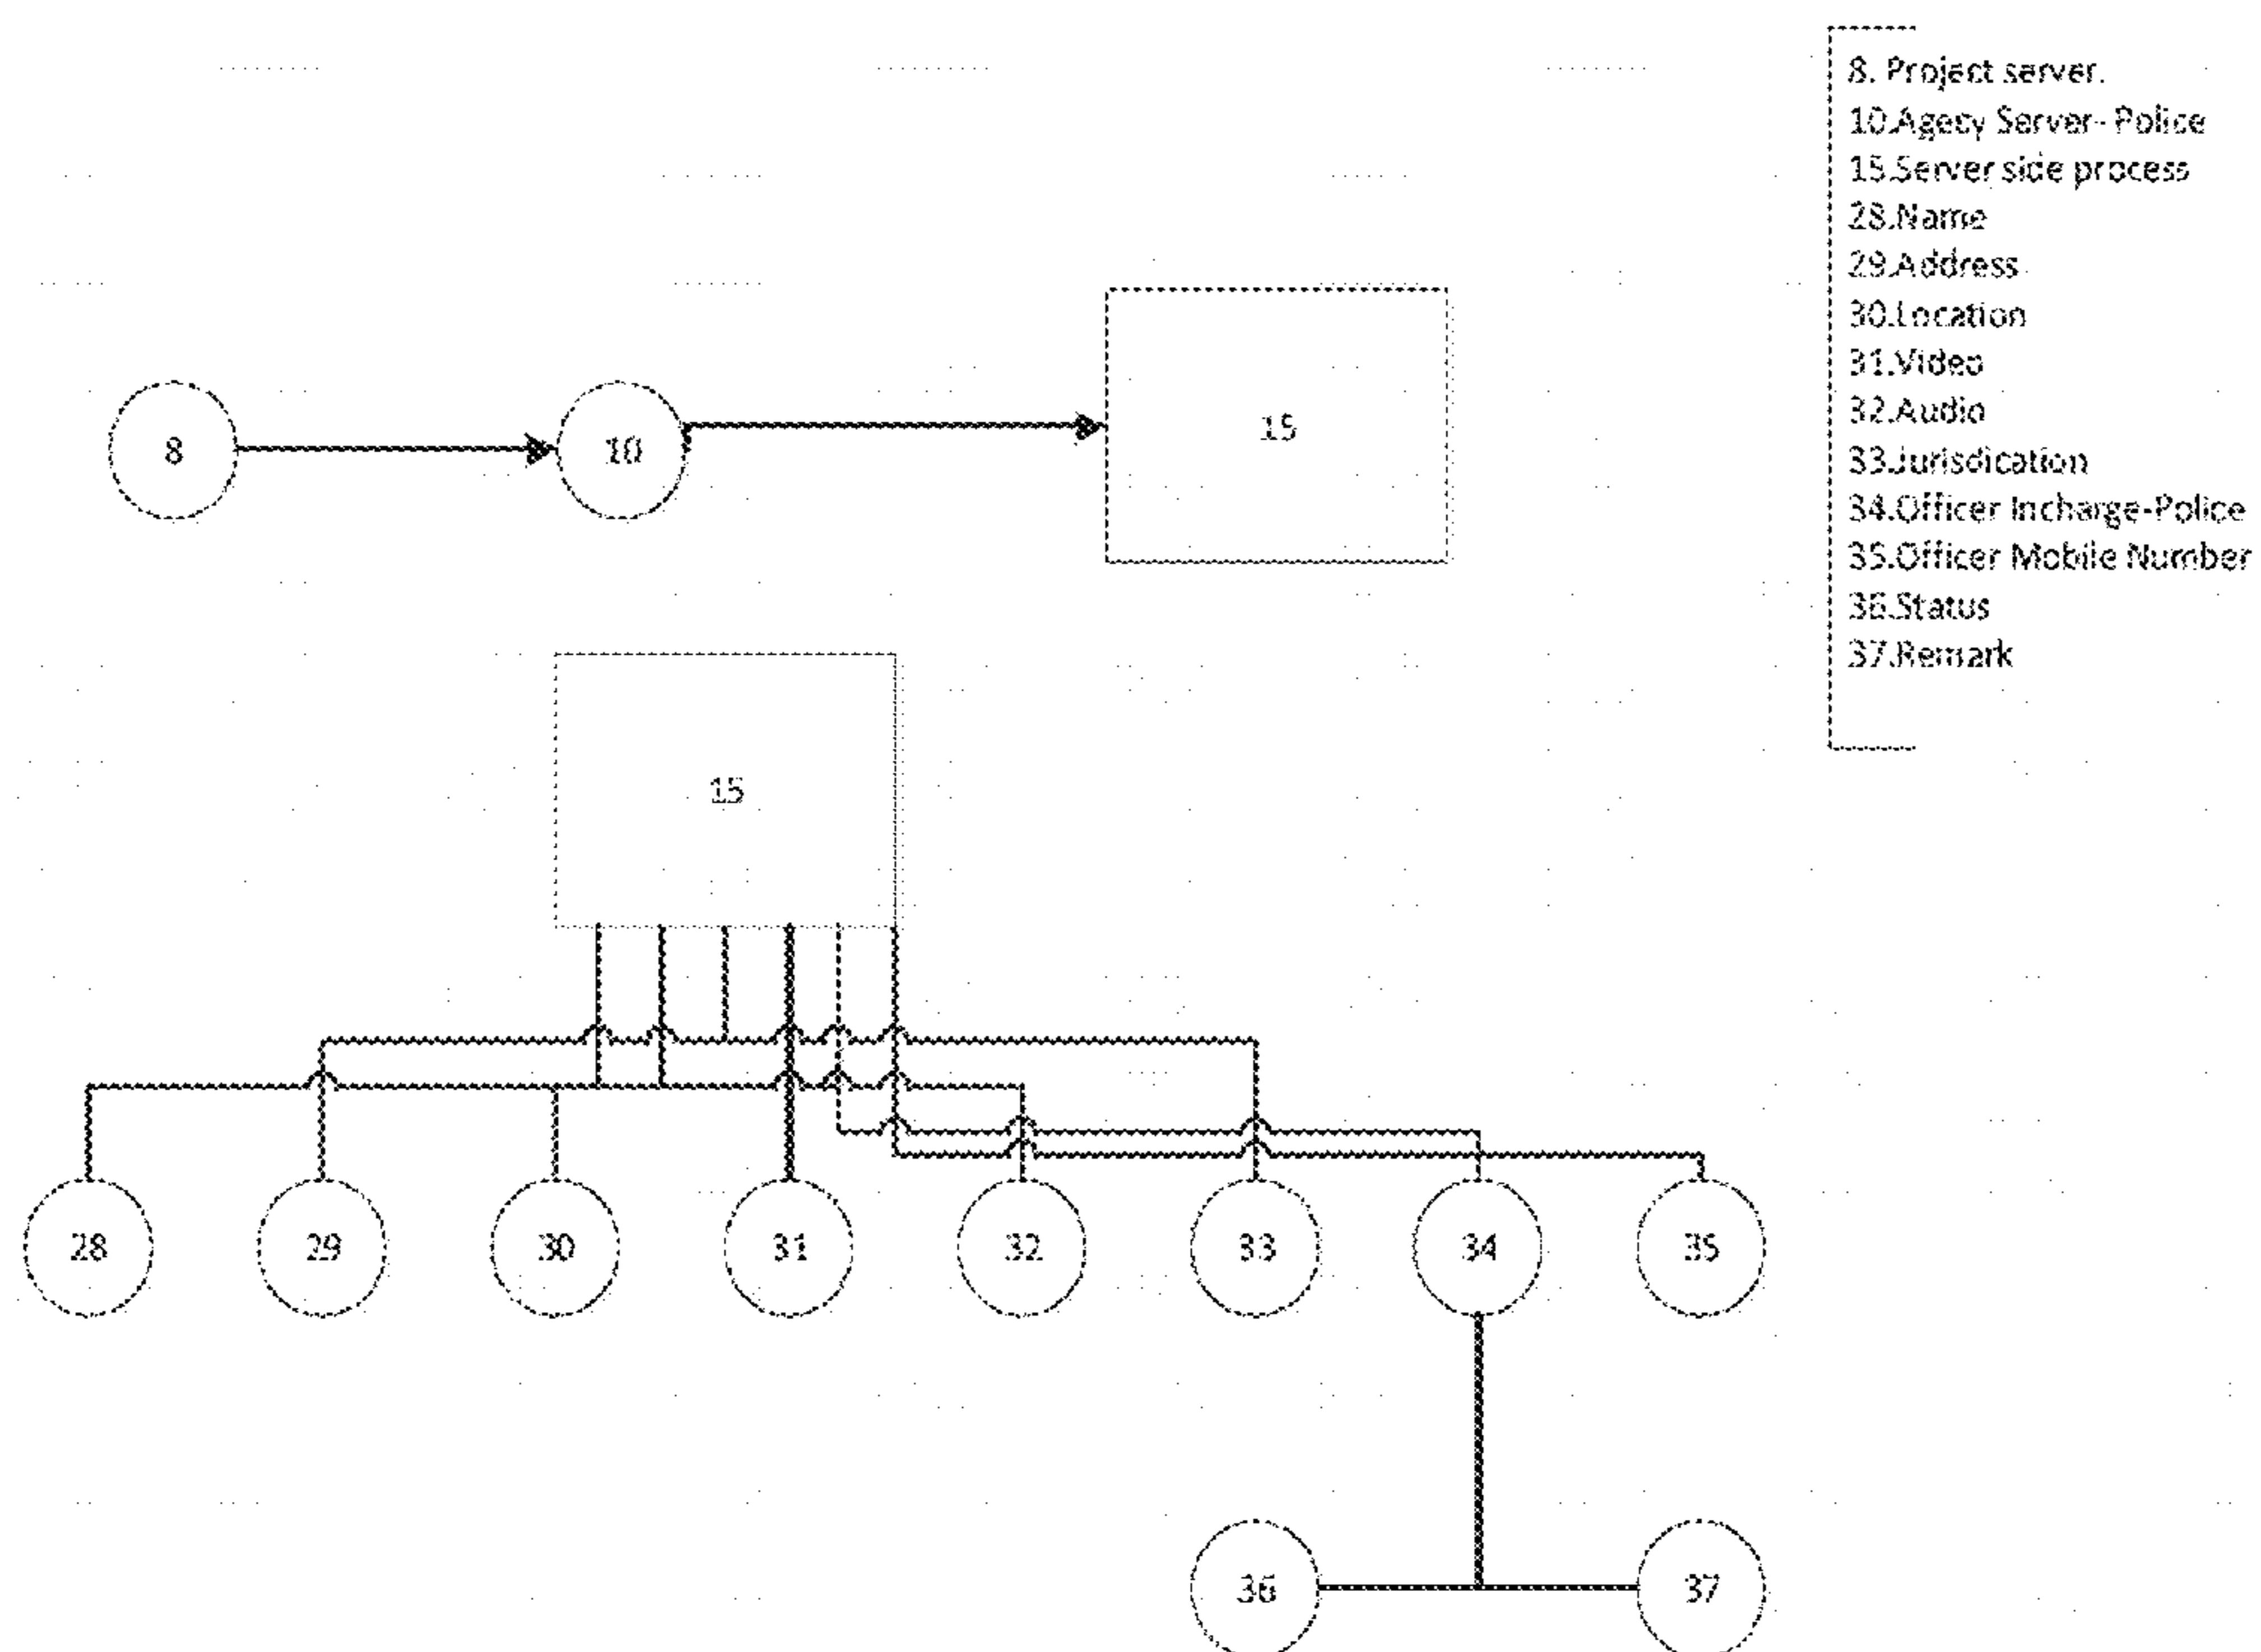 8. Project server.
10.Agecy Server- Police
15.Server side process
28.Name
29.Address
30.Location
31.Video
32.Audio
33.Jurisdication
34.Officer Incharge-Police
35.Officer Mobile Number
36.Status
37.Remark
8
10
15
15
28
29
30
31
32
33
34
35
36
37